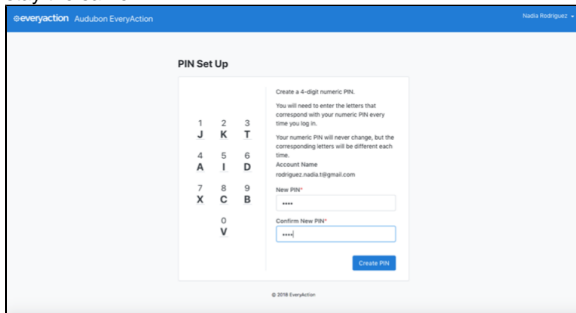 everyaction Audubon EveryAction
Nadia Rodriguez
PIN Set Up
1 2 3
J K T
4 5 6
A I D
7 8 9
X C B
0
V
Create a 4-digit numeric PIN.
You will need to enter the letters that
correspond with your numeric PIN every
time you log in.
Your numeric PIN will never change, but the
corresponding letters will be different each
time.
Account Name
rodriguez.nadia.t@gmail.com
New PIN*
••••
Confirm New PIN*
••••
Create PIN
© 2018 EveryAction